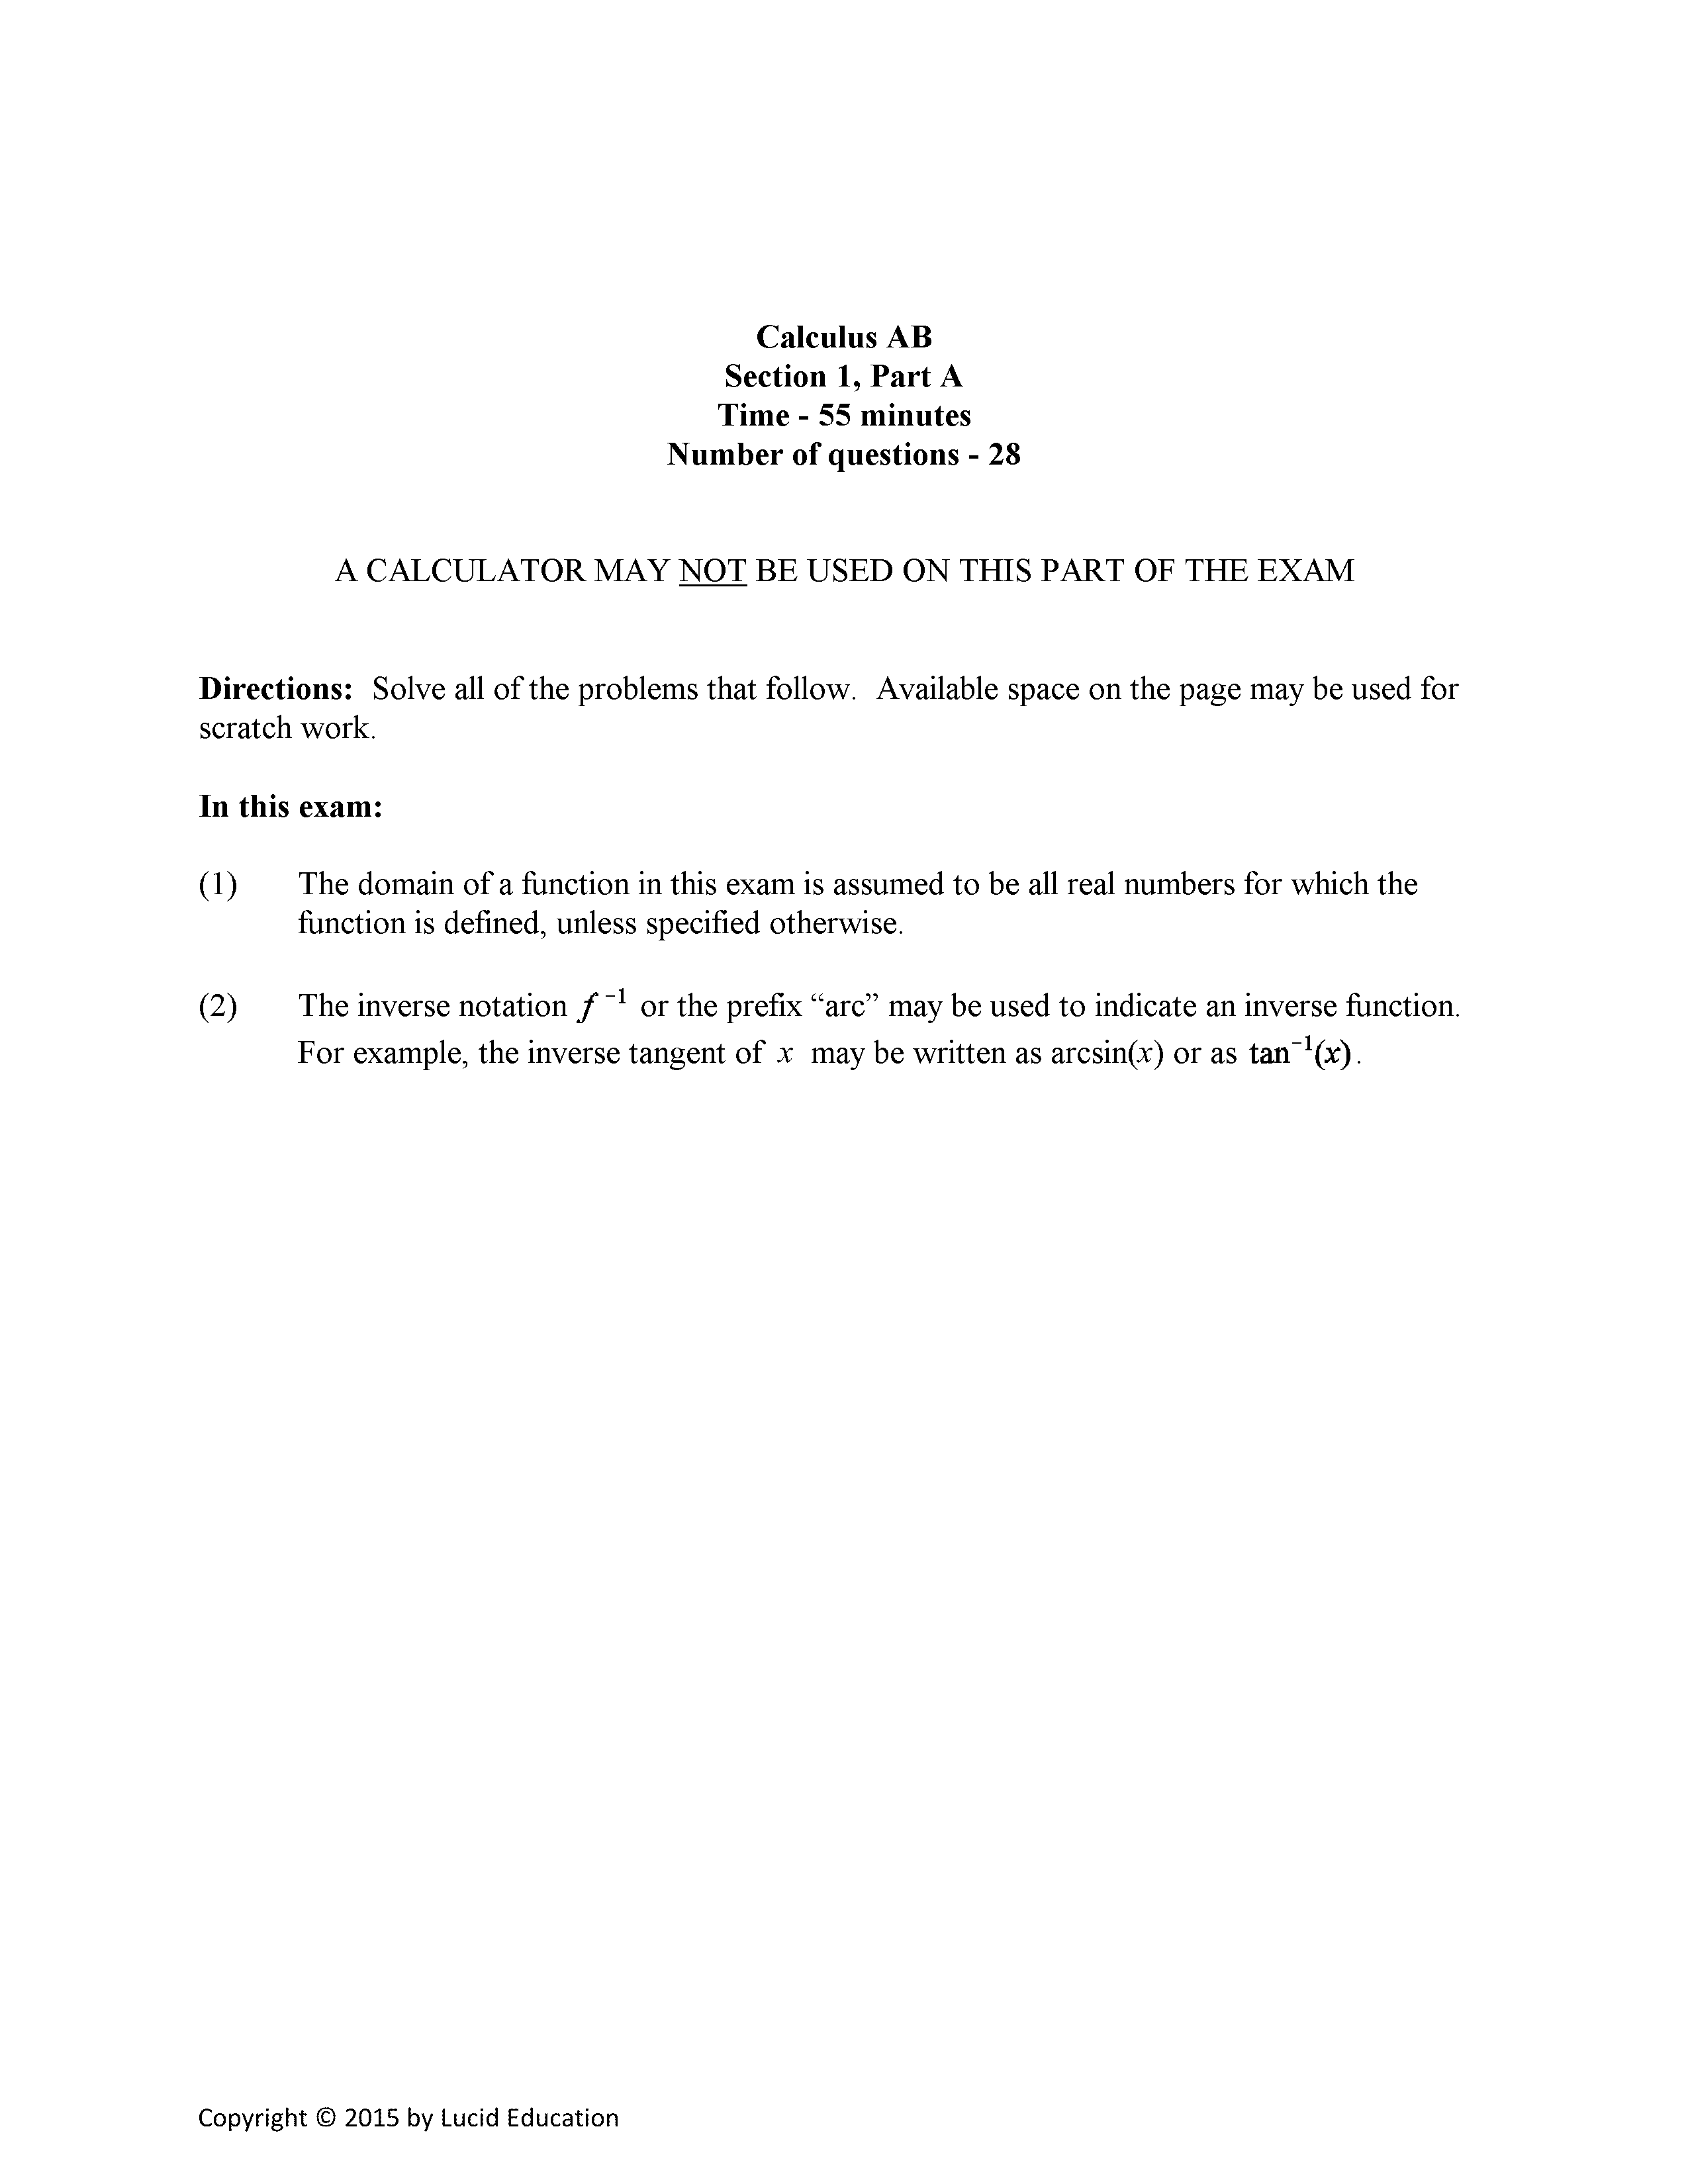 Calculus AB
Section 1, Part A
Time - 55 minutes
Number of questions - 28
A CALCULATOR MAY NOT BE USED ON THIS PART OF THE EXAM
Directions: Solve all of the problems that follow. Available space on the page may be used for
scratch work.
In this exam:
(1) The domain of a function in this exam is assumed to be all real numbers for which the
function is defined, unless specified otherwise.
(2) The inverse notation f⁻¹ or the prefix “arc” may be used to indicate an inverse function.
For example, the inverse tangent of x may be written as arcsin(x) or as tan⁻¹(x).
Copyright © 2015 by Lucid Education